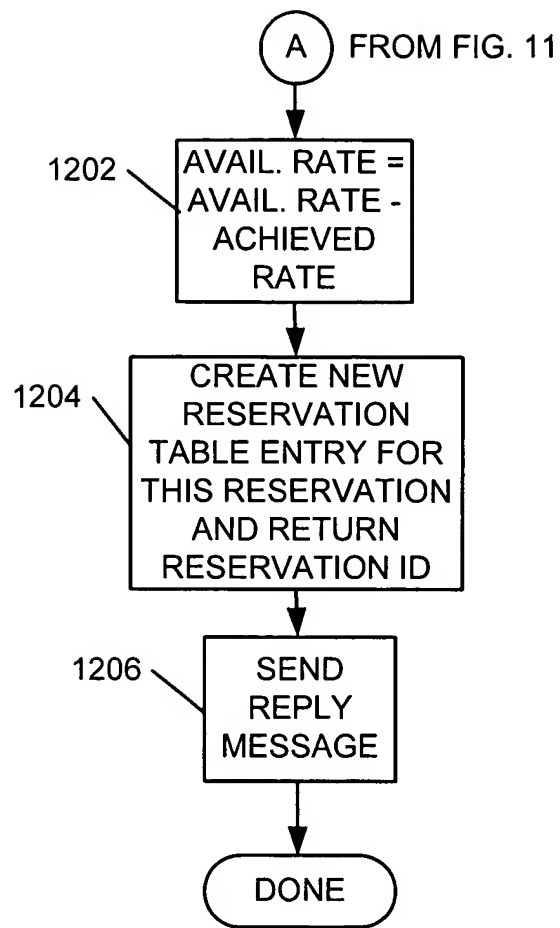 A FROM FIG. 11
1202
AVAIL. RATE =
AVAIL. RATE -
ACHIEVED
RATE
1204
CREATE NEW
RESERVATION
TABLE ENTRY FOR
THIS RESERVATION
AND RETURN
RESERVATION ID
1206
SEND
REPLY
MESSAGE
DONE